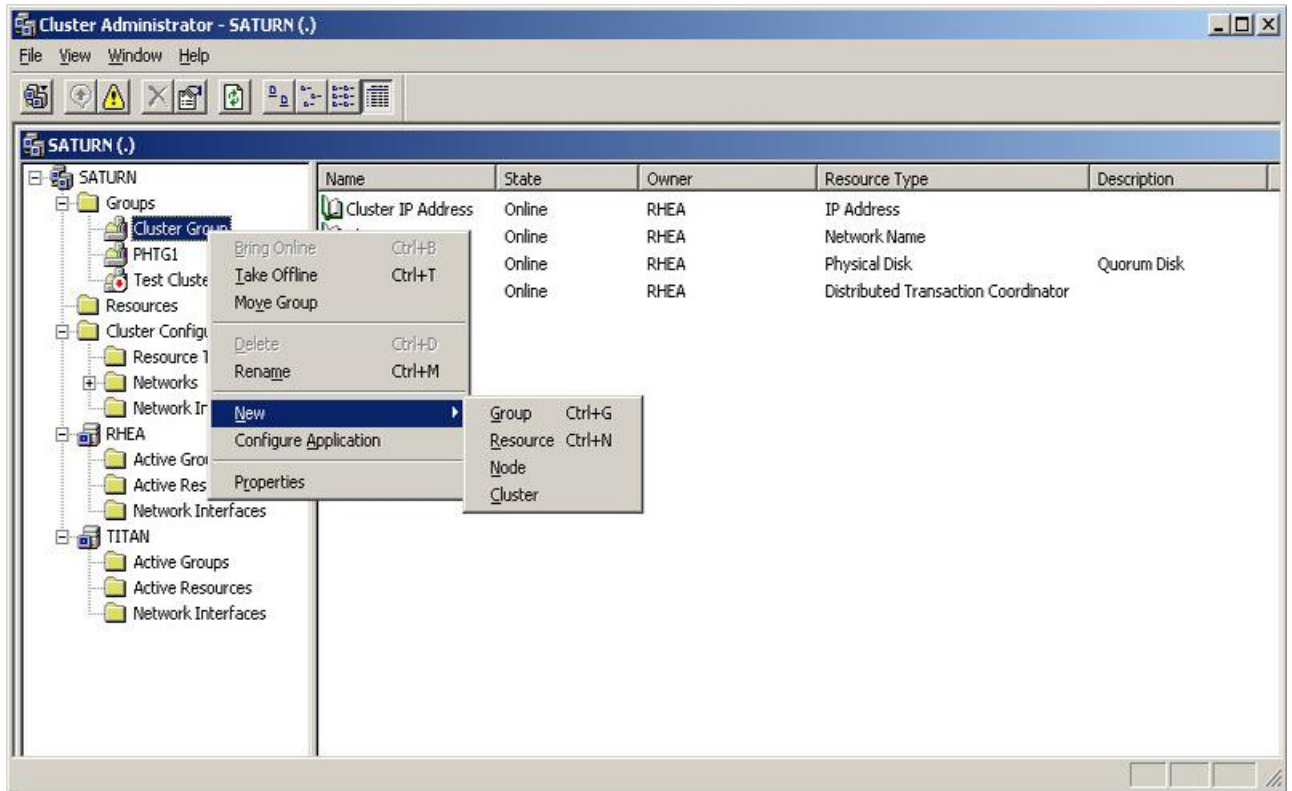 Cluster Administrator - SATURN (.)
File View Window Help
SATURN (.)
SATURN
Groups
Cluster Group
PHTG1
Test Cluste
Resources
Cluster Configu
Resource T
Networks
Network In
RHEA
Active Grou
Active Res
Network Interfaces
TITAN
Active Groups
Active Resources
Network Interfaces
Name State Owner Resource Type Description
Cluster IP Address Online RHEA IP Address
Online RHEA Network Name
Online RHEA Physical Disk Quorum Disk
Online RHEA Distributed Transaction Coordinator
Bring Online Ctrl+B
Take Offline Ctrl+T
Move Group
Delete Ctrl+D
Rename Ctrl+M
New
Configure Application
Properties
Group Ctrl+G
Resource Ctrl+N
Node
Cluster